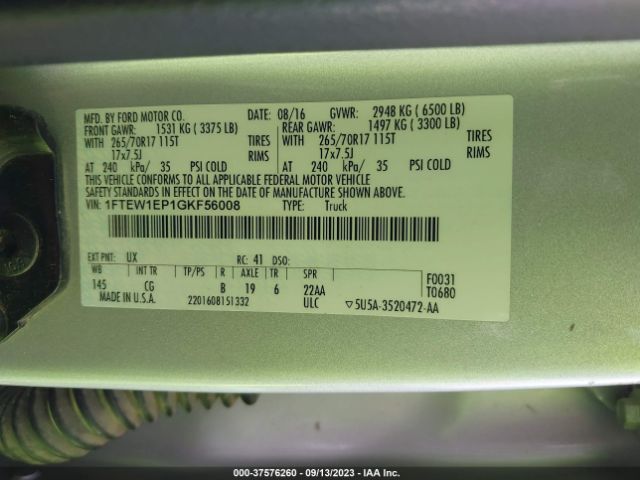 MFD. BY FORD MOTOR CO. DATE: 08/16 GVWR: 2948 KG ( 6500 LB)
FRONT GAWR: 1531 KG ( 3375 LB) REAR GAWR: 1497 KG ( 3300 LB)
WITH 265/70R17 115T TIRES WITH 265/70R17 115T TIRES
17x7.5J RIMS 17x7.5J RIMS
AT 240 kPa/ 35 PSI COLD AT 240 kPa/ 35 PSI COLD
THIS VEHICLE CONFORMS TO ALL APPLICABLE FEDERAL MOTOR VEHICLE
SAFETY STANDARDS IN EFFECT ON THE DATE OF MANUFACTURE SHOWN ABOVE.
VIN: 1FTEW1EP1GKF56008 TYPE: Truck
EXT PNT: UX RC: 41 DSO:
WB INT TR TP/PS R AXLE TR SPR F0031
145 CG B 19 6 22AA T0680
MADE IN U.S.A. 2201608151332 ULC ▽5U5A-3520472-AA
000-37576260 - 09/13/2023 - IAA Inc.